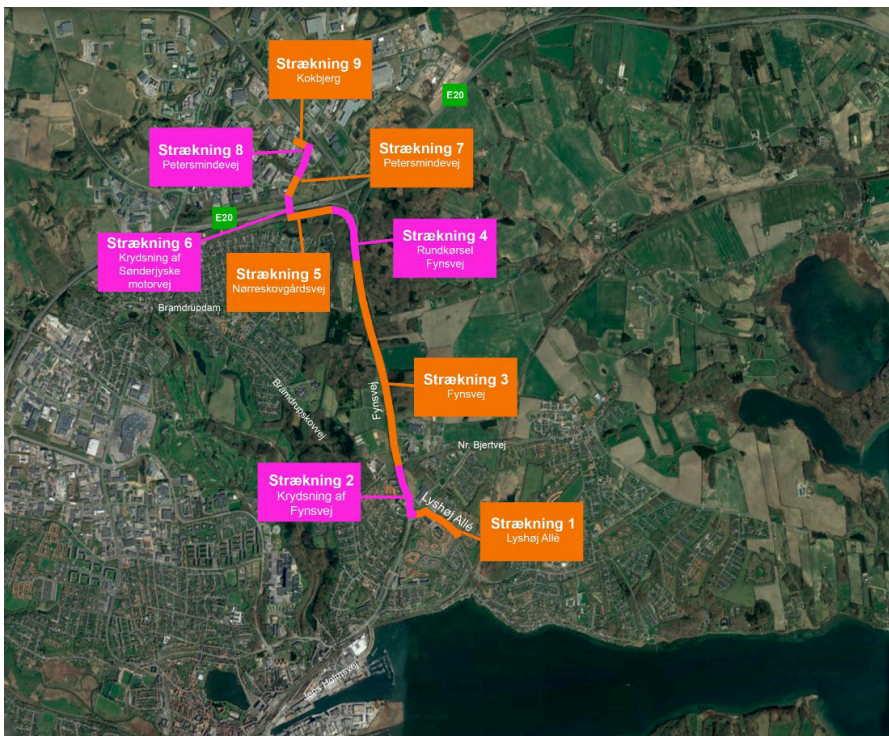 Strækning 9
Kokbjerg
E20
Strækning 8
Petersmindevej
Strækning 7
Petersmindevej
E20
Strækning 6
Krydsning af
Sønderjyske
motorvej
Strækning 4
Rundkørsel
Fynsvej
Strækning 5
Nørreskovgårdsvej
Bramdrupdam
Strækning 3
Fynsvej
Fynsvej
Bramdrupskovvej
Nr. Bjertvej
Strækning 2
Krydsning af
Fynsvej
Lyshøj Allé
Strækning 1
Lyshøj Allé
Jens Holmsvej